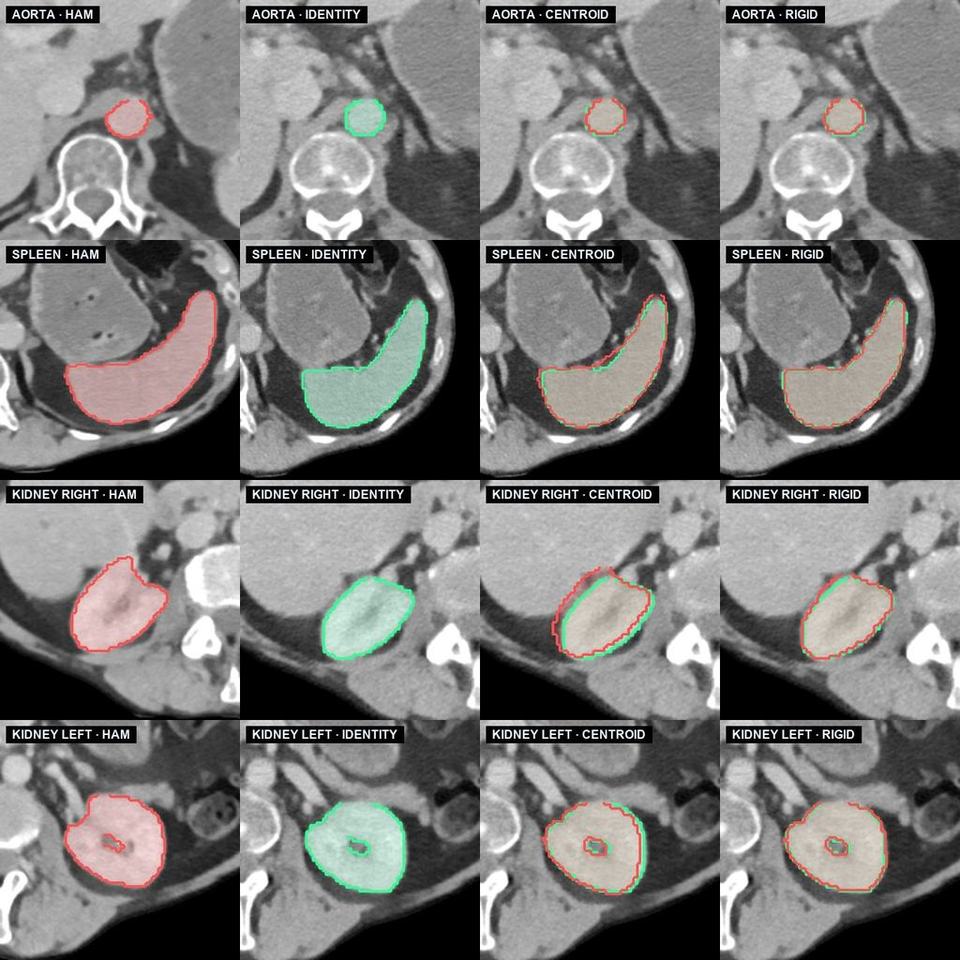 AORTA · HAM
AORTA · IDENTITY
AORTA · CENTROID
AORTA · RIGID
SPLEEN · HAM
SPLEEN · IDENTITY
SPLEEN · CENTROID
SPLEEN · RIGID
KIDNEY RIGHT · HAM
KIDNEY RIGHT · IDENTITY
KIDNEY RIGHT · CENTROID
KIDNEY RIGHT · RIGID
KIDNEY LEFT · HAM
KIDNEY LEFT · IDENTITY
KIDNEY LEFT · CENTROID
KIDNEY LEFT · RIGID